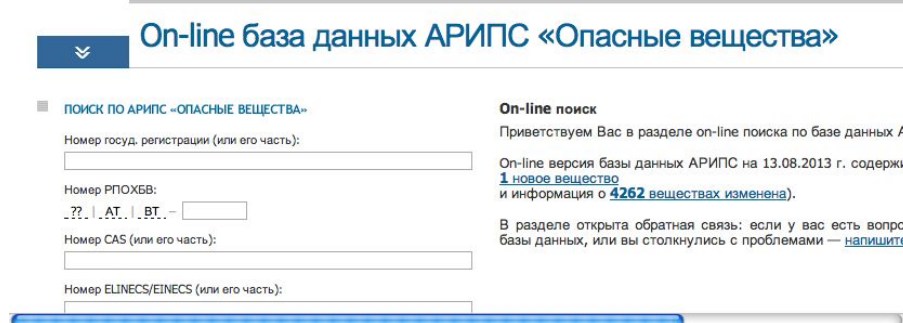 On-line база данных АРИПС «Опасные вещества»
ПОИСК ПО АРИПС «ОПАСНЫЕ ВЕЩЕСТВА»
Номер госуд. регистрации (или его часть):
Номер РПОХБВ:
?? | АТ | ВТ –
Номер CAS (или его часть):
Номер ELINECS/EINECS (или его часть):
On-line поиск
Приветствуем Вас в разделе on-line поиска по базе данных
On-line версия базы данных АРИПС на 13.08.2013 г.
1 новое вещество
и информация о 4262 веществах изменена).
В разделе открыта обратная связь: если у вас есть
базы данных, или вы столкнулись с проблемами —